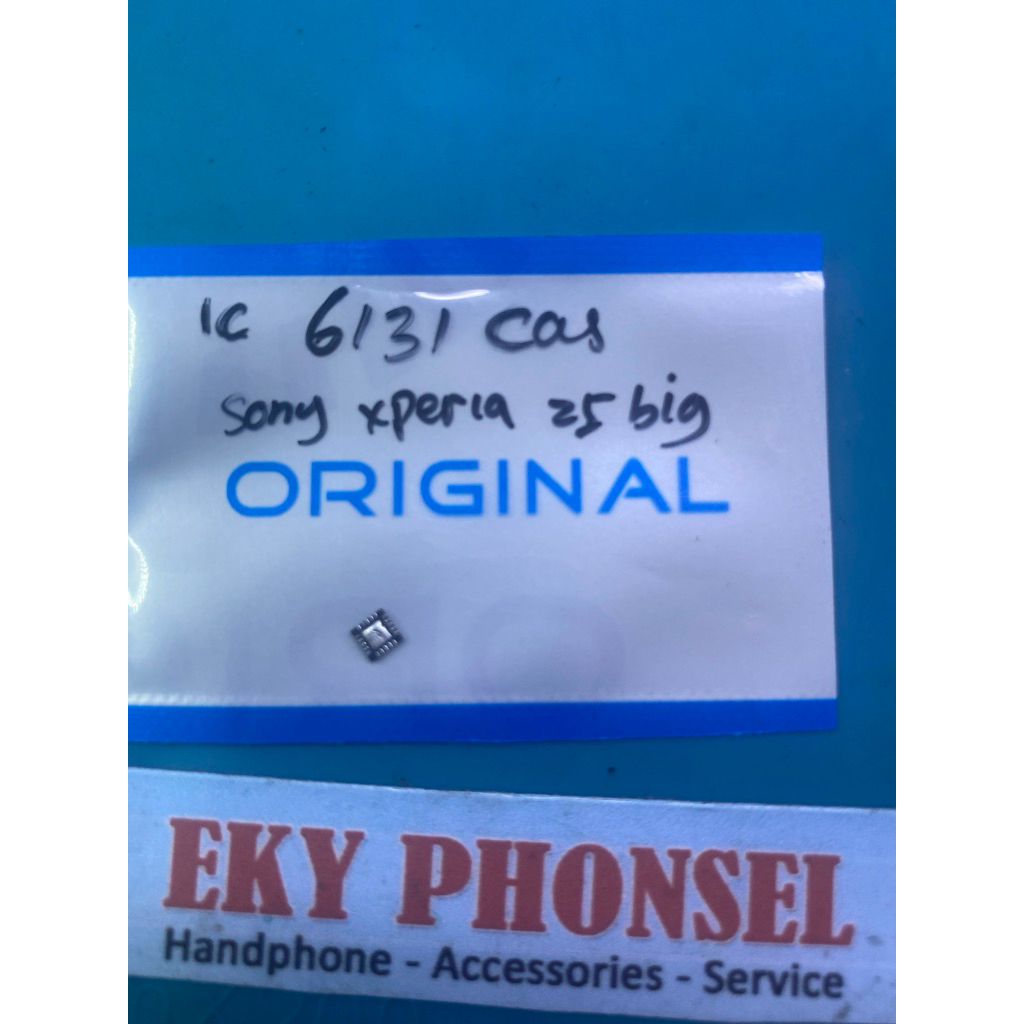 IC 6131 cas
sony xperia z5 big
ORIGINAL
EKY PHONSEL
Handphone - Accessories - Service